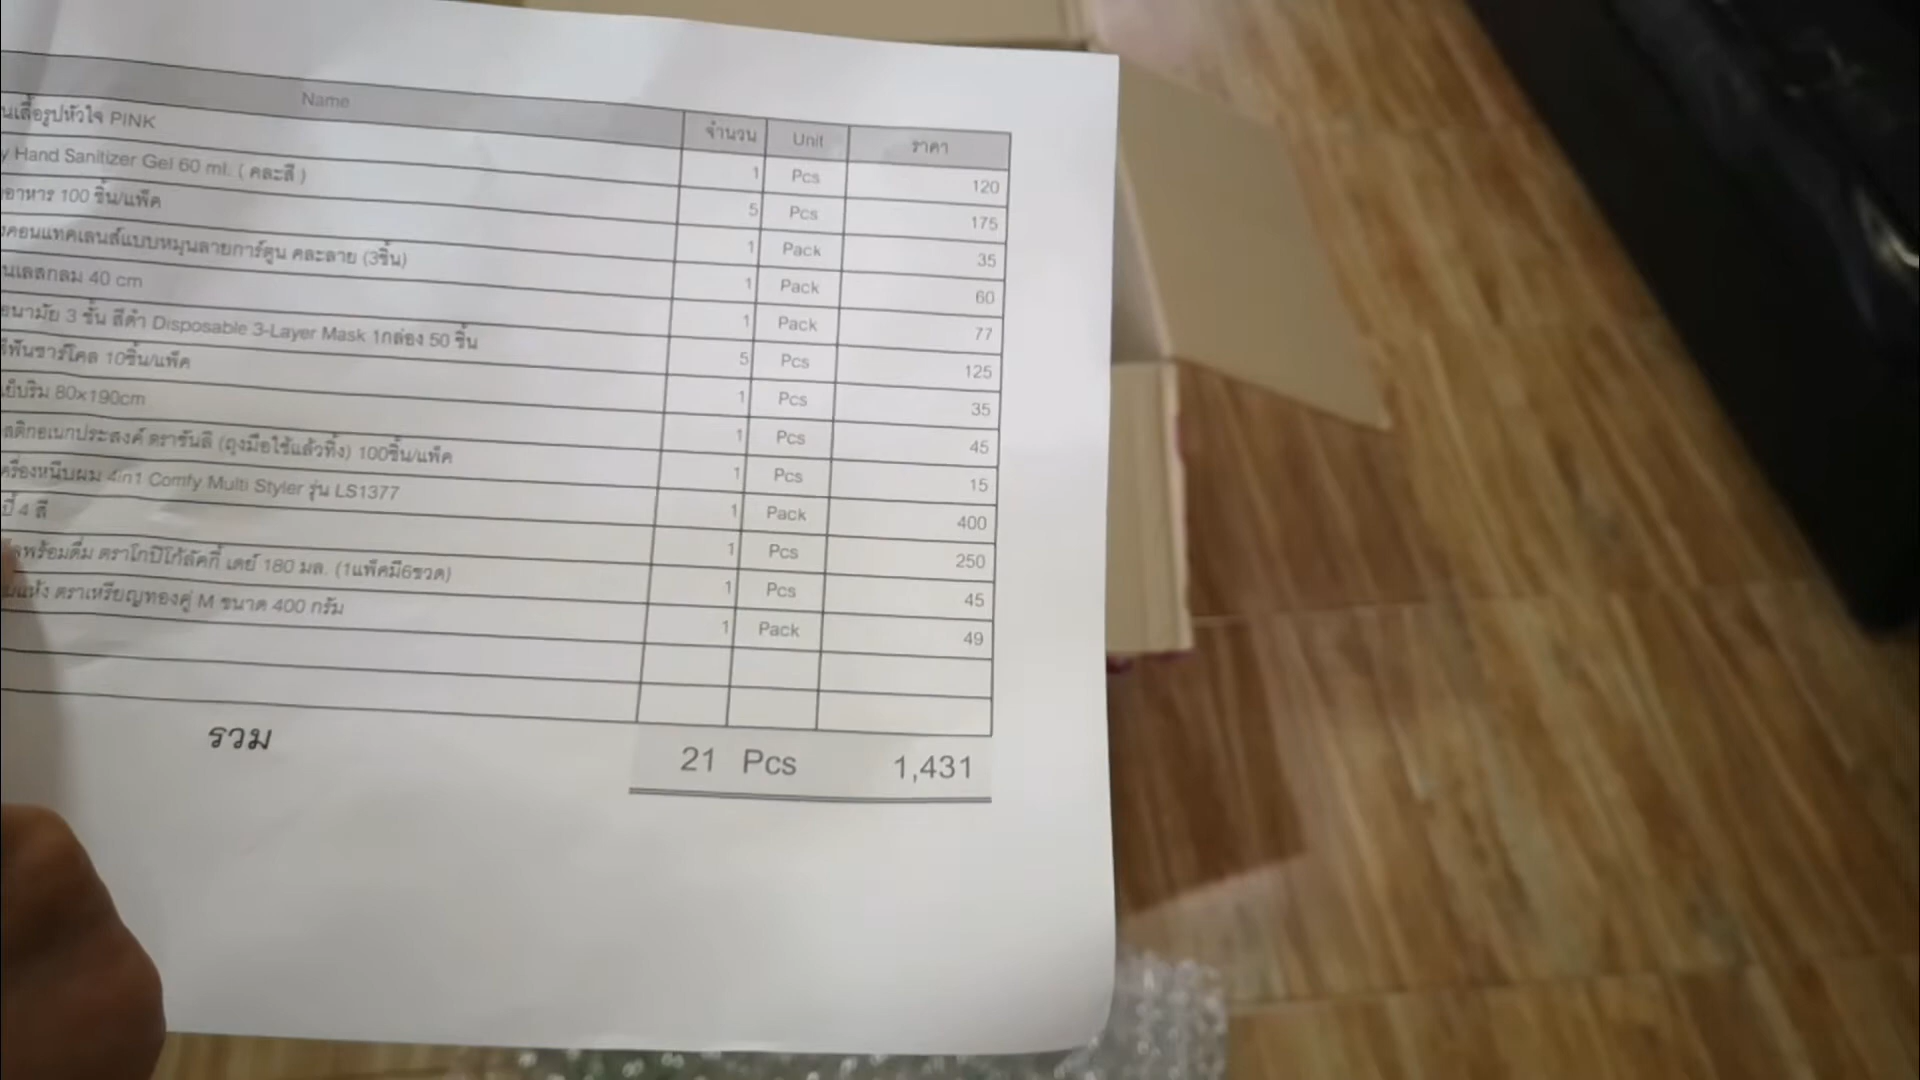 Name จำนวน Unit ราคา
นเสื้อรูปหัวใจ PINK 1 Pcs 120
y Hand Sanitizer Gel 60 ml. ( คละสี ) 5 Pcs 175
อาหาร 100 ชิ้น/แพ็ค 1 Pack 35
คอนแทคเลนส์แบบหมุนลายการ์ตูน คละลาย (3ชิ้น) 1 Pack 60
นเลสกลม 40 cm 1 Pack 77
อนามัย 3 ชั้น สีดำ Disposable 3-Layer Mask 1กล่อง 50 ชิ้น 5 Pcs 125
สีฟันชาร์โคล 10ชิ้น/แพ็ค 1 Pcs 35
เย็บริม 80×190cm 1 Pcs 45
สติกอเนกประสงค์ ตราซันลิ (ถุงมือใช้แล้วทิ้ง) 100ชิ้น/แพ็ค 1 Pcs 15
ครื่องหนีบผม 4in1 Comfy Multi Styler รุ่น LS1377 1 Pack 400
ปี้ 4 สี 1 Pcs 250
พร้อมดื่ม ตราโกปิโก้ลัคกี้ เดย์ 180 มล. (1แพ็คมี6ขวด) 1 Pcs 45
บแห้ง ตราเหรียญทองคู่ M ขนาด 400 กรัม 1 Pack 49
รวม 21 Pcs 1,431